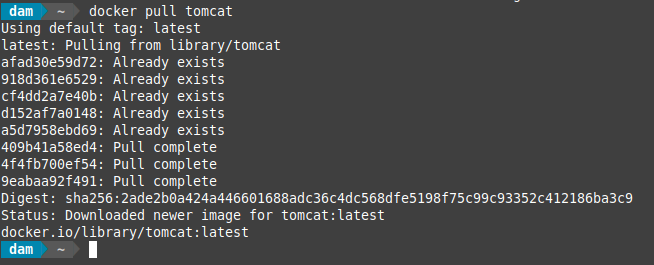 dam ~ docker pull tomcat
Using default tag: latest
latest: Pulling from library/tomcat
afad30e59d72: Already exists
918d361e6529: Already exists
cf4dd2a7e40b: Already exists
d152af7a0148: Already exists
a5d7958ebd69: Already exists
409b41a58ed4: Pull complete
4f4fb700ef54: Pull complete
9eabaa92f491: Pull complete
Digest: sha256:2ade2b0a424a446601688adc36c4dc568dfe5198f75c99c93352c412186ba3c9
Status: Downloaded newer image for tomcat:latest
docker.io/library/tomcat:latest
dam ~